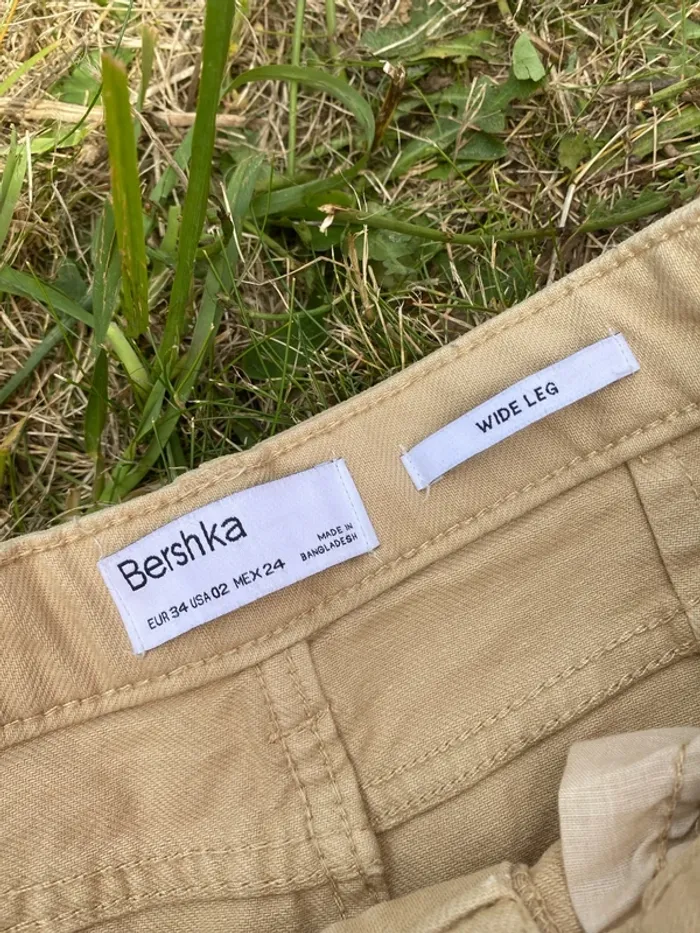 Bershka
EUR 34 USA 02 MEX 24
MADE IN
BANGLADESH
WIDE LEG